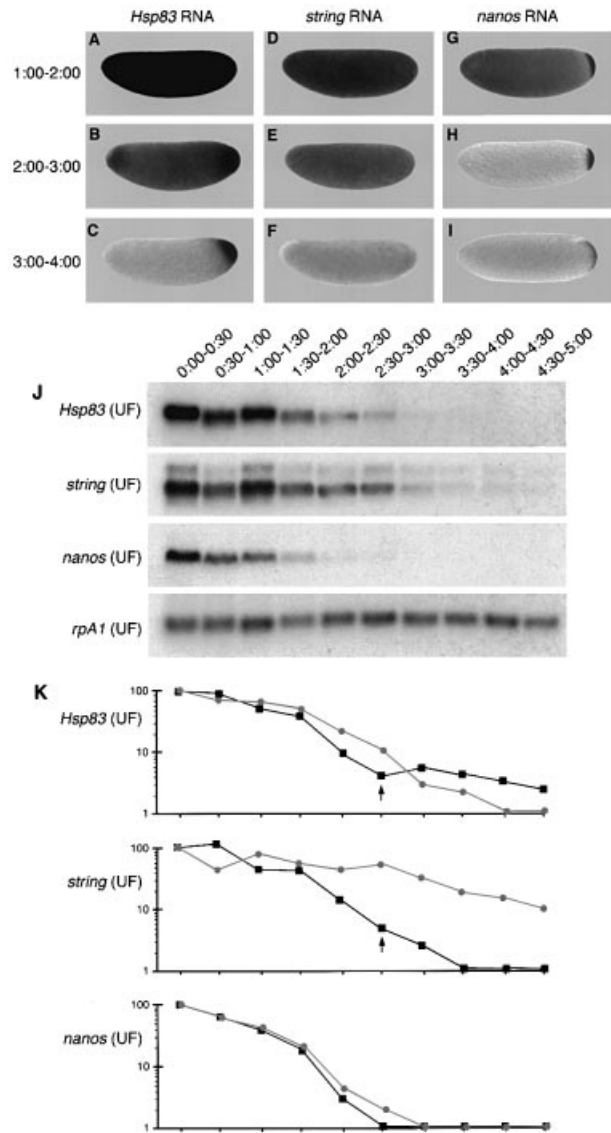 Hsp83 RNA string RNA nanos RNA
A D G
1:00-2:00
B E H
2:00-3:00
C F I
3:00-4:00
0:00-0:30 0:30-1:00 1:00-1:30 1:30-2:00 2:00-2:30 2:30-3:00 3:00-3:30 3:30-4:00 4:00-4:30 4:30-5:00
J
Hsp83 (UF)
string (UF)
nanos (UF)
rpA1 (UF)
K
100
Hsp83 (UF)
10
1
100
string (UF)
10
1
100
nanos (UF)
10
1